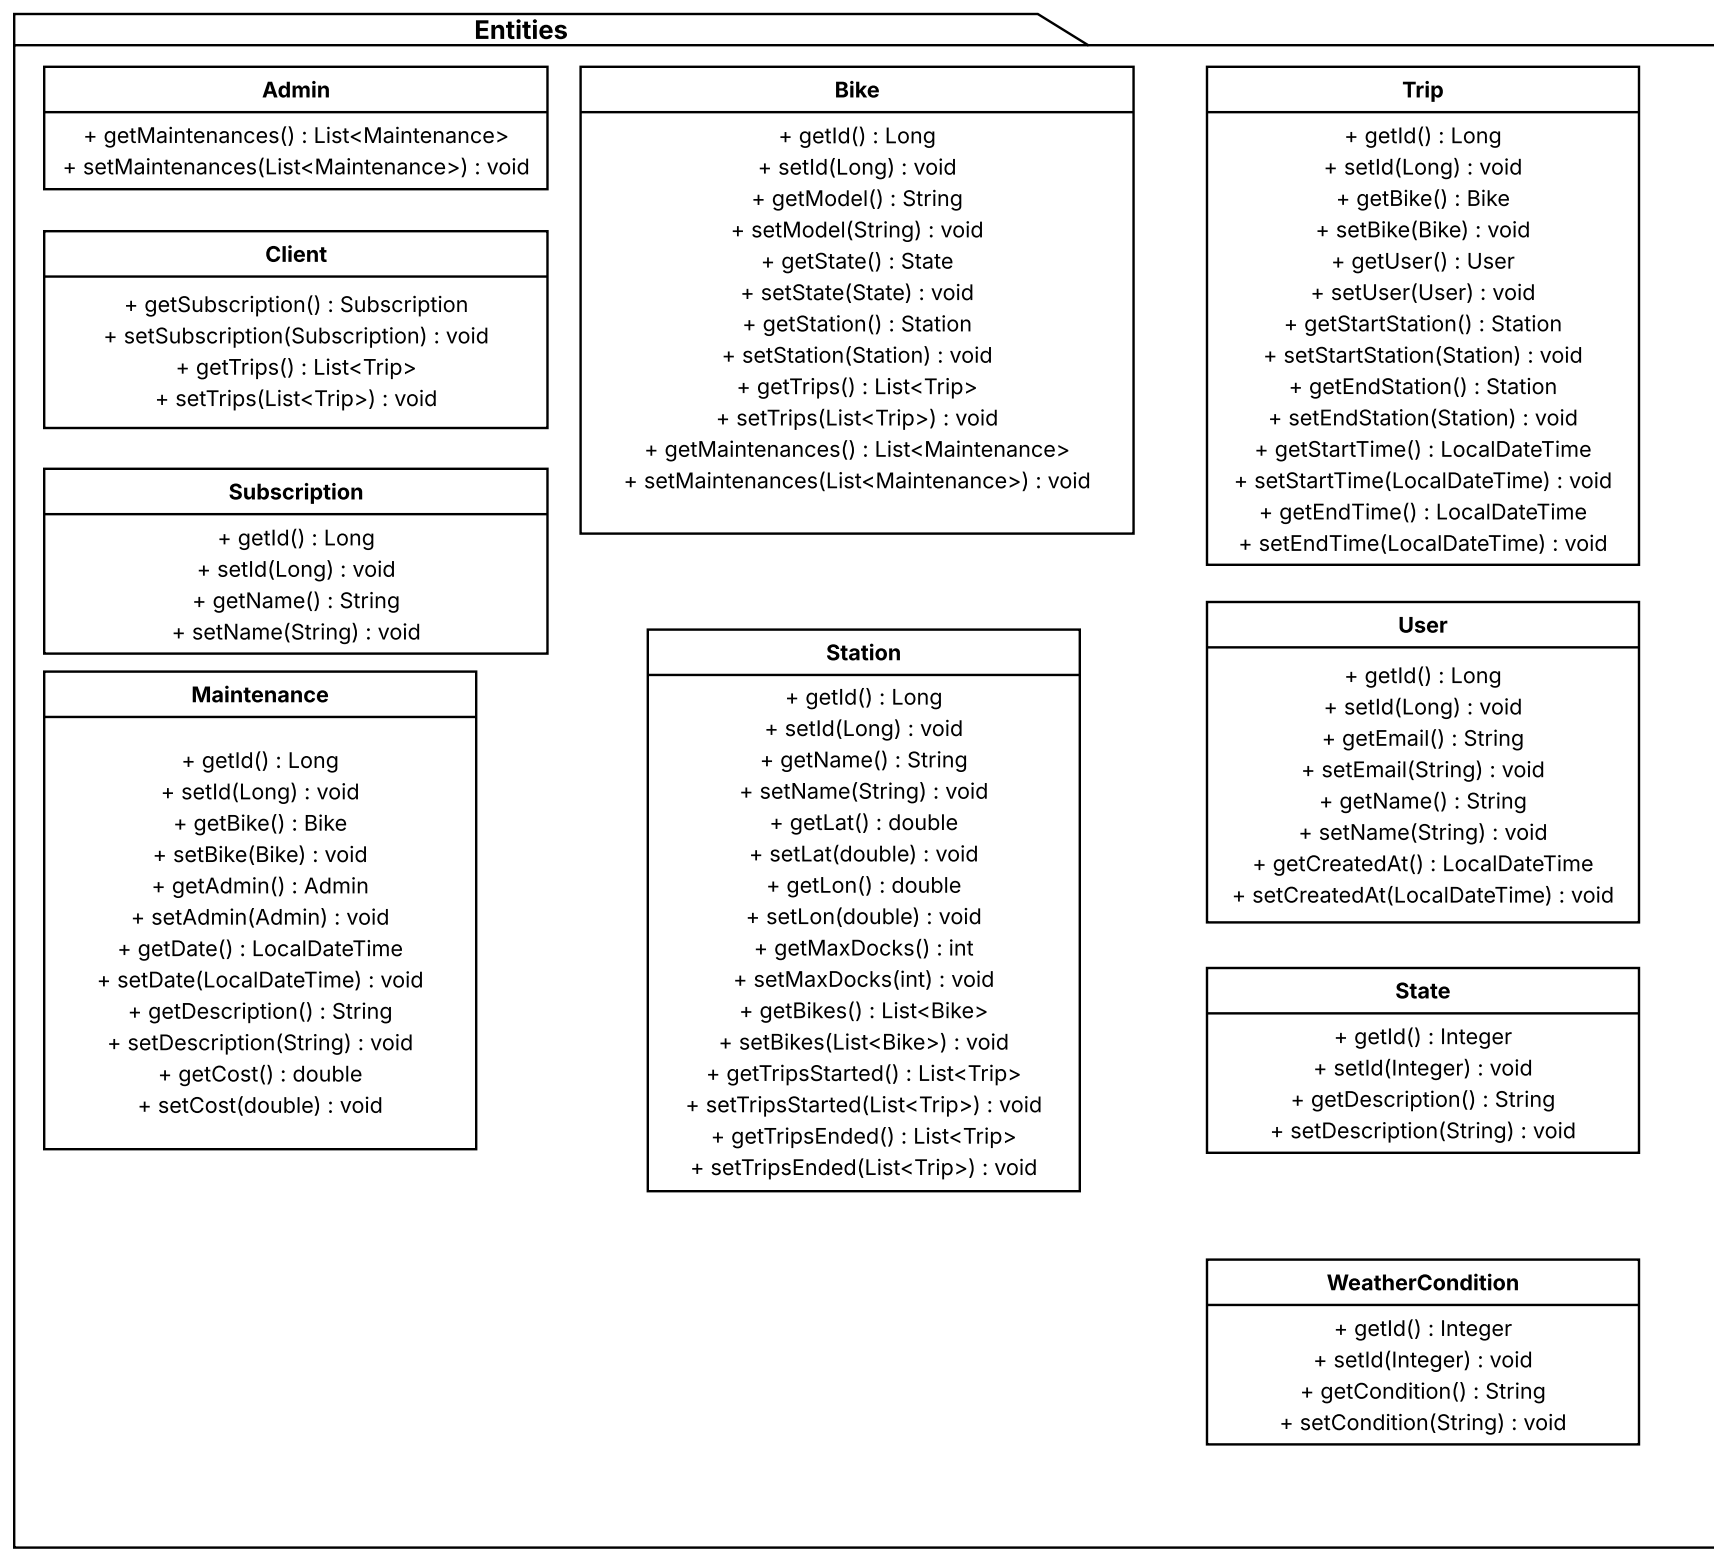 Entities
Admin
+ getMaintenances() : List<Maintenance>
+ setMaintenances(List<Maintenance>) : void
Client
+ getSubscription() : Subscription
+ setSubscription(Subscription) : void
+ getTrips() : List<Trip>
+ setTrips(List<Trip>) : void
Subscription
+ getId() : Long
+ setId(Long) : void
+ getName() : String
+ setName(String) : void
Maintenance
+ getId() : Long
+ setId(Long) : void
+ getBike() : Bike
+ setBike(Bike) : void
+ getAdmin() : Admin
+ setAdmin(Admin) : void
+ getDate() : LocalDateTime
+ setDate(LocalDateTime) : void
+ getDescription() : String
+ setDescription(String) : void
+ getCost() : double
+ setCost(double) : void
Bike
+ getId() : Long
+ setId(Long) : void
+ getModel() : String
+ setModel(String) : void
+ getState() : State
+ setState(State) : void
+ getStation() : Station
+ setStation(Station) : void
+ getTrips() : List<Trip>
+ setTrips(List<Trip>) : void
+ getMaintenances() : List<Maintenance>
+ setMaintenances(List<Maintenance>) : void
Station
+ getId() : Long
+ setId(Long) : void
+ getName() : String
+ setName(String) : void
+ getLat() : double
+ setLat(double) : void
+ getLon() : double
+ setLon(double) : void
+ getMaxDocks() : int
+ setMaxDocks(int) : void
+ getBikes() : List<Bike>
+ setBikes(List<Bike>) : void
+ getTripsStarted() : List<Trip>
+ setTripsStarted(List<Trip>) : void
+ getTripsEnded() : List<Trip>
+ setTripsEnded(List<Trip>) : void
Trip
+ getId() : Long
+ setId(Long) : void
+ getBike() : Bike
+ setBike(Bike) : void
+ getUser() : User
+ setUser(User) : void
+ getStartStation() : Station
+ setStartStation(Station) : void
+ getEndStation() : Station
+ setEndStation(Station) : void
+ getStartTime() : LocalDateTime
+ setStartTime(LocalDateTime) : void
+ getEndTime() : LocalDateTime
+ setEndTime(LocalDateTime) : void
User
+ getId() : Long
+ setId(Long) : void
+ getEmail() : String
+ setEmail(String) : void
+ getName() : String
+ setName(String) : void
+ getCreatedAt() : LocalDateTime
+ setCreatedAt(LocalDateTime) : void
State
+ getId() : Integer
+ setId(Integer) : void
+ getDescription() : String
+ setDescription(String) : void
WeatherCondition
+ getId() : Integer
+ setId(Integer) : void
+ getCondition() : String
+ setCondition(String) : void